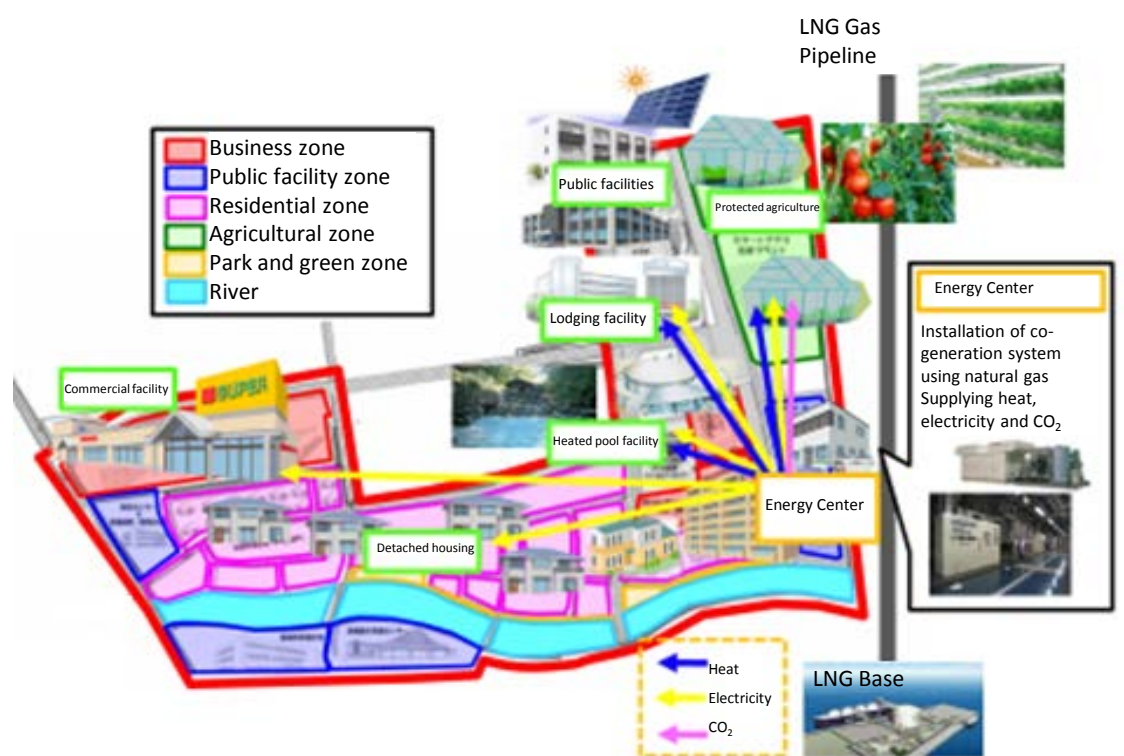 LNG Gas
Pipeline
Business zone
Public facility zone
Residential zone
Agricultural zone
Park and green zone
River
Public facilities
Protected agriculture
Lodging facility
Commercial facility
SUPER
Heated pool facility
Energy Center
Detached housing
Energy Center
Installation of co-
generation system
using natural gas
Supplying heat,
electricity and CO₂
Heat
Electricity
CO₂
LNG Base